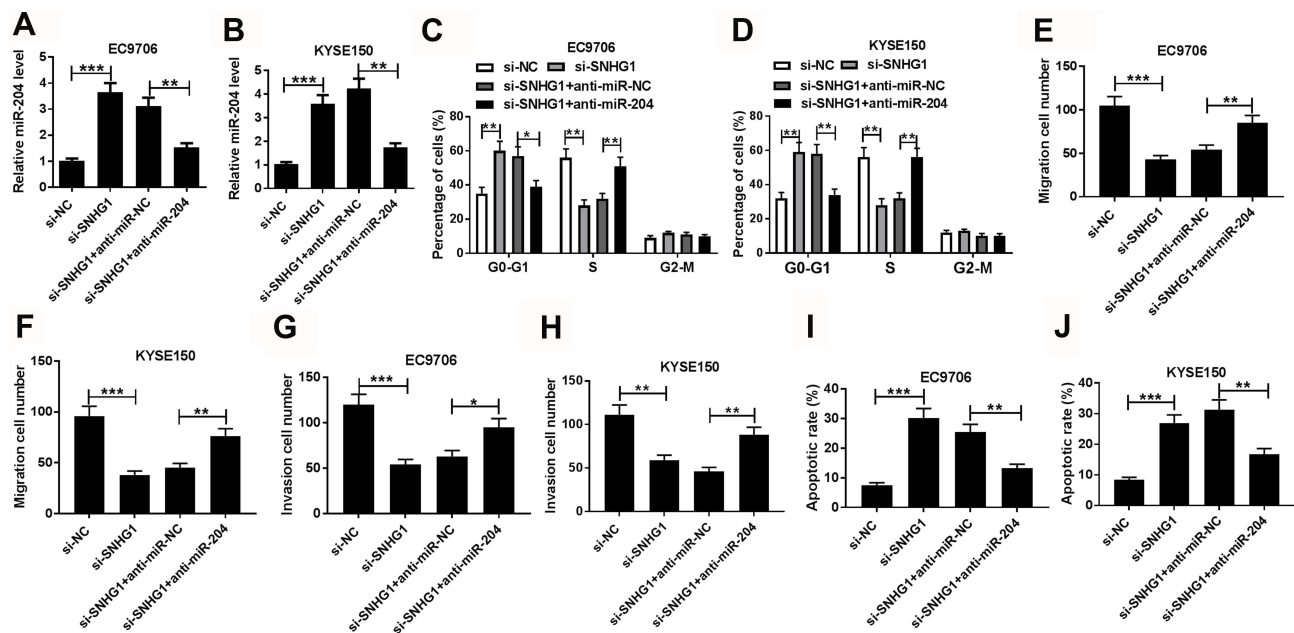 A
EC9706
Relative miR-204 level
5
4
3
2
1
0
***
**
si-NC
si-SNHG1
si-SNHG1+anti-miR-NC
si-SNHG1+anti-miR-204
B
KYSE150
Relative miR-204 level
5
4
3
2
1
0
***
**
si-NC
si-SNHG1
si-SNHG1+anti-miR-NC
si-SNHG1+anti-miR-204
C
EC9706
si-NC
si-SNHG1
si-SNHG1+anti-miR-NC
si-SNHG1+anti-miR-204
Percentage of cells (%)
80
60
40
20
0
**
*
**
**
G0-G1
S
G2-M
D
KYSE150
si-NC
si-SNHG1
si-SNHG1+anti-miR-NC
si-SNHG1+anti-miR-204
Percentage of cells (%)
80
60
40
20
0
**
**
**
**
G0-G1
S
G2-M
E
EC9706
Migration cell number
150
100
50
0
***
**
si-NC
si-SNHG1
si-SNHG1+anti-miR-NC
si-SNHG1+anti-miR-204
F
KYSE150
Migration cell number
150
100
50
0
***
**
si-NC
si-SNHG1
si-SNHG1+anti-miR-NC
si-SNHG1+anti-miR-204
G
EC9706
Invasion cell number
150
100
50
0
***
*
si-NC
si-SNHG1
si-SNHG1+anti-miR-NC
si-SNHG1+anti-miR-204
H
KYSE150
Invasion cell number
150
100
50
0
**
**
si-NC
si-SNHG1
si-SNHG1+anti-miR-NC
si-SNHG1+anti-miR-204
I
EC9706
Apoptotic rate (%)
40
30
20
10
0
***
**
si-NC
si-SNHG1
si-SNHG1+anti-miR-NC
si-SNHG1+anti-miR-204
J
KYSE150
Apoptotic rate (%)
40
30
20
10
0
***
**
si-NC
si-SNHG1
si-SNHG1+anti-miR-NC
si-SNHG1+anti-miR-204